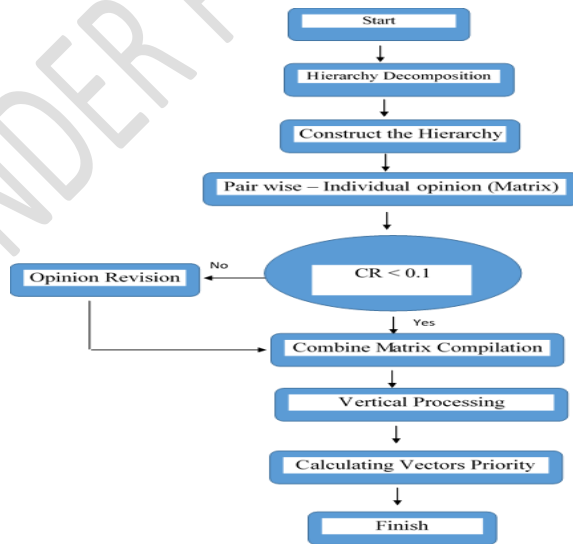 Start
Hierarchy Decomposition
Construct the Hierarchy
Pair wise – Individual opinion (Matrix)
CR < 0.1
No
Opinion Revision
Yes
Combine Matrix Compilation
Vertical Processing
Calculating Vectors Priority
Finish
NDER